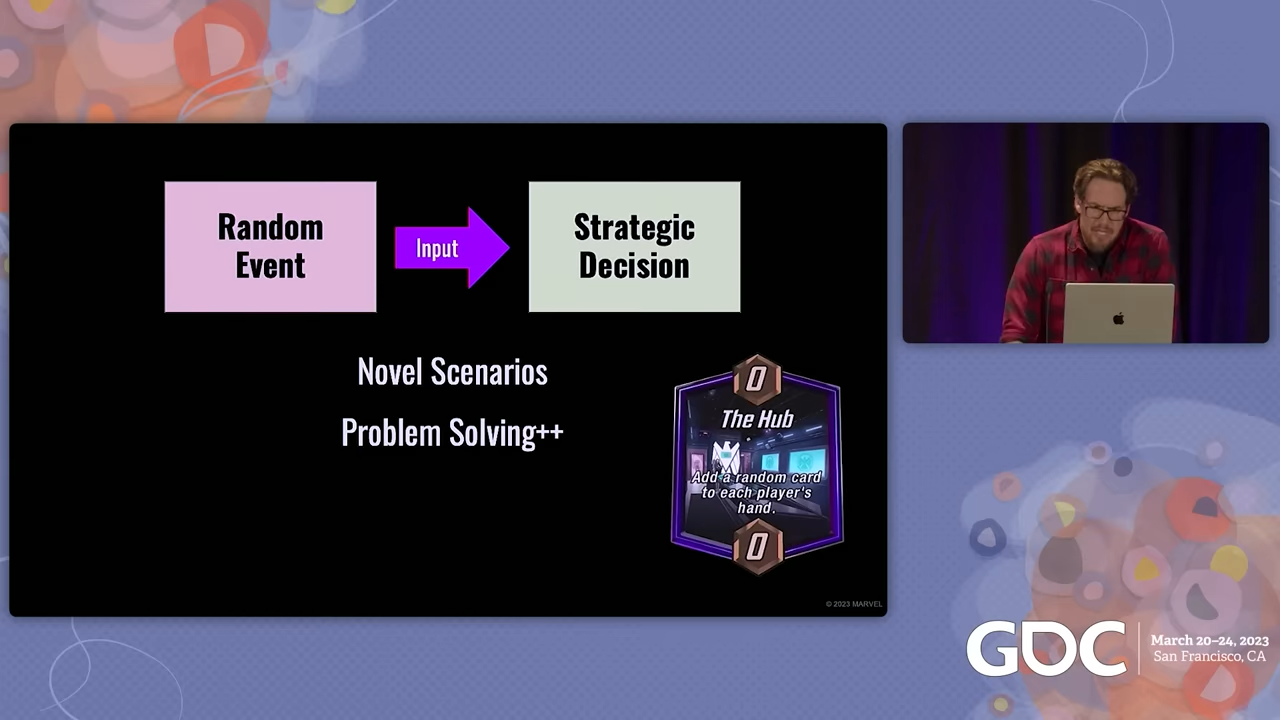 Random
Event
Input
Strategic
Decision
Novel Scenarios
Problem Solving++
0
The Hub
Add a random card
to each player's
hand.
0
© 2023 MARVEL
GDC
March 20–24, 2023
San Francisco, CA